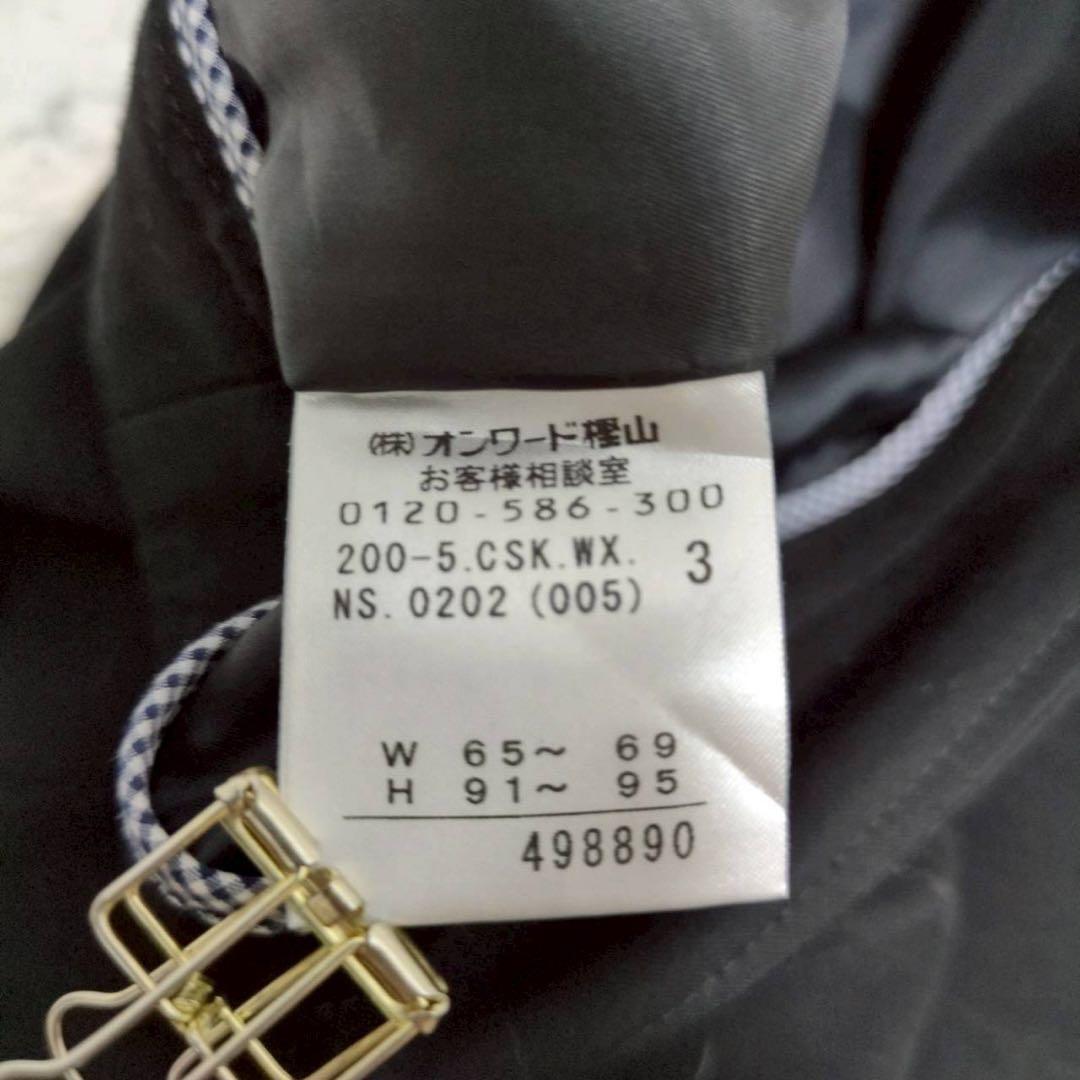 (株)オンワード樫山
お客様相談室
0120-586-300
200-5.CSK.WX. 3
NS.0202 (005)
W 65~ 69
H 91~ 95
498890